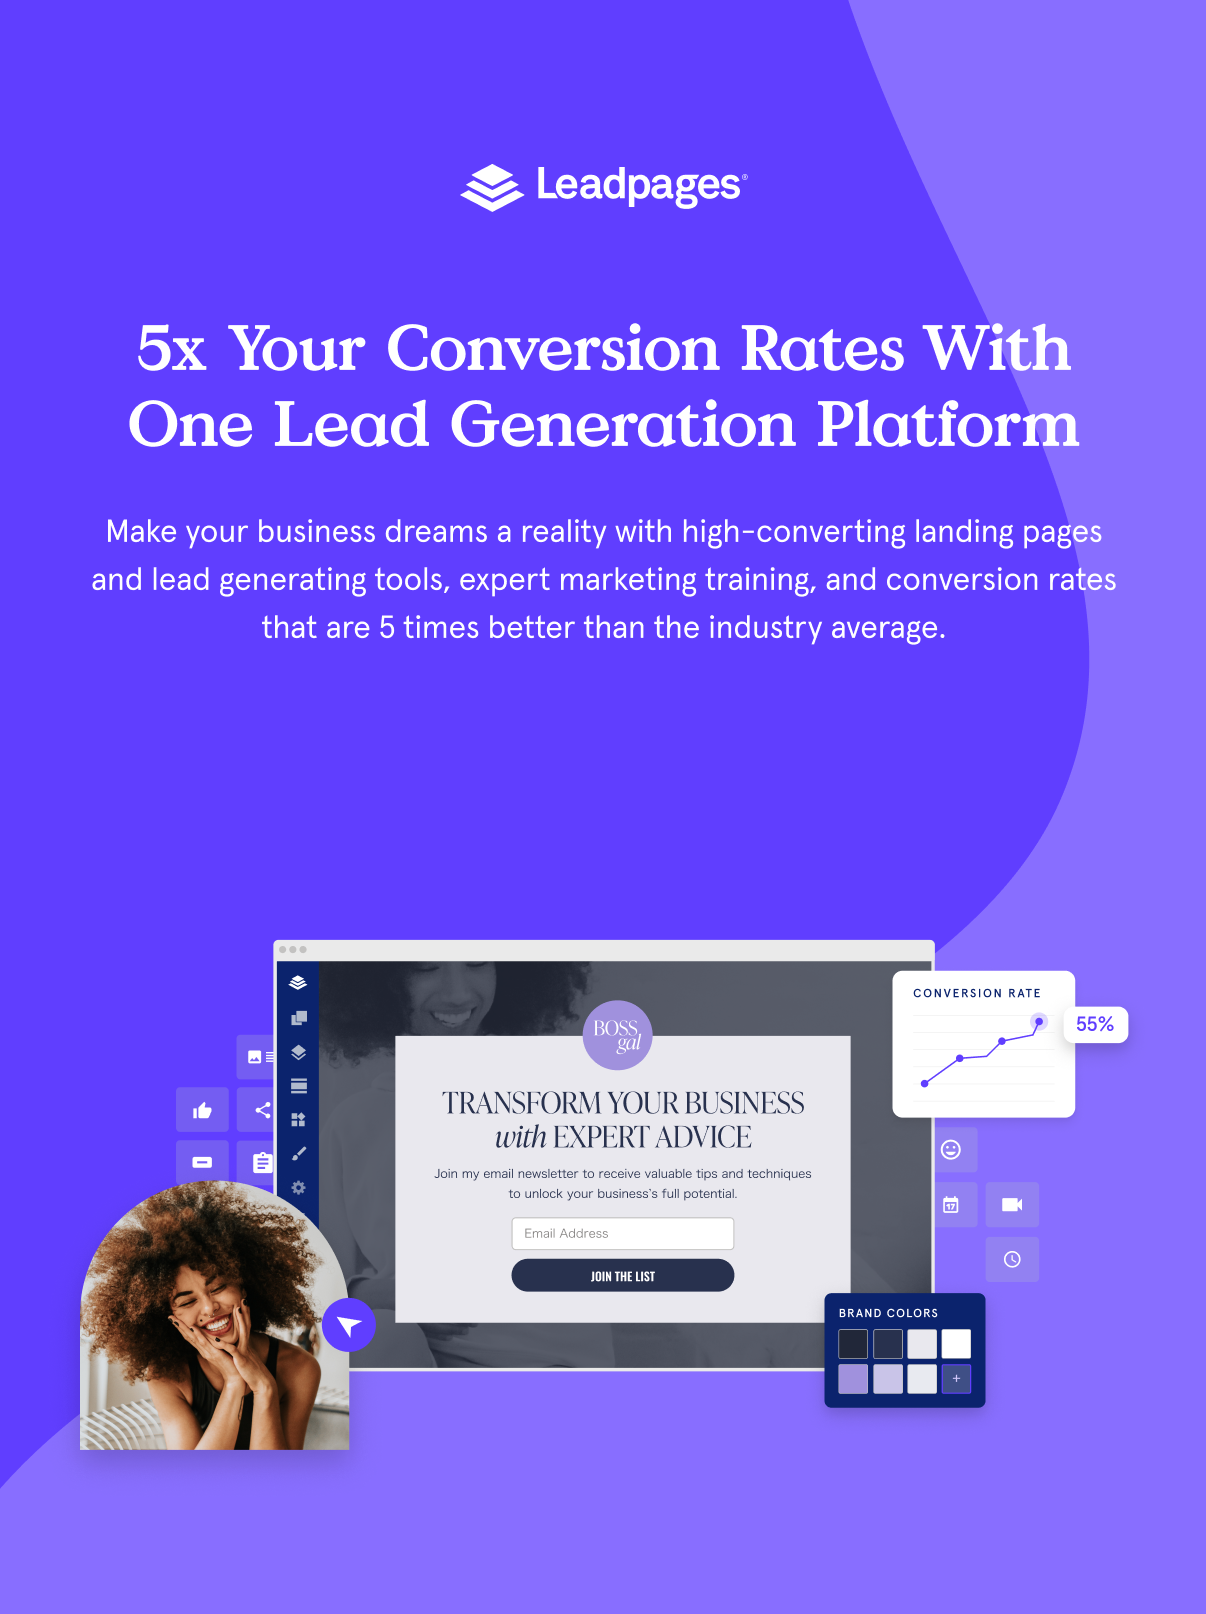 Leadpages®
5x Your Conversion Rates With
One Lead Generation Platform
Make your business dreams a reality with high-converting landing pages
and lead generating tools, expert marketing training, and conversion rates
that are 5 times better than the industry average.
CONVERSION RATE
55%
BOSS
gal
TRANSFORM YOUR BUSINESS
with EXPERT ADVICE
Join my email newsletter to receive valuable tips and techniques
to unlock your business's full potential.
Email Address
JOIN THE LIST
17
BRAND COLORS
+